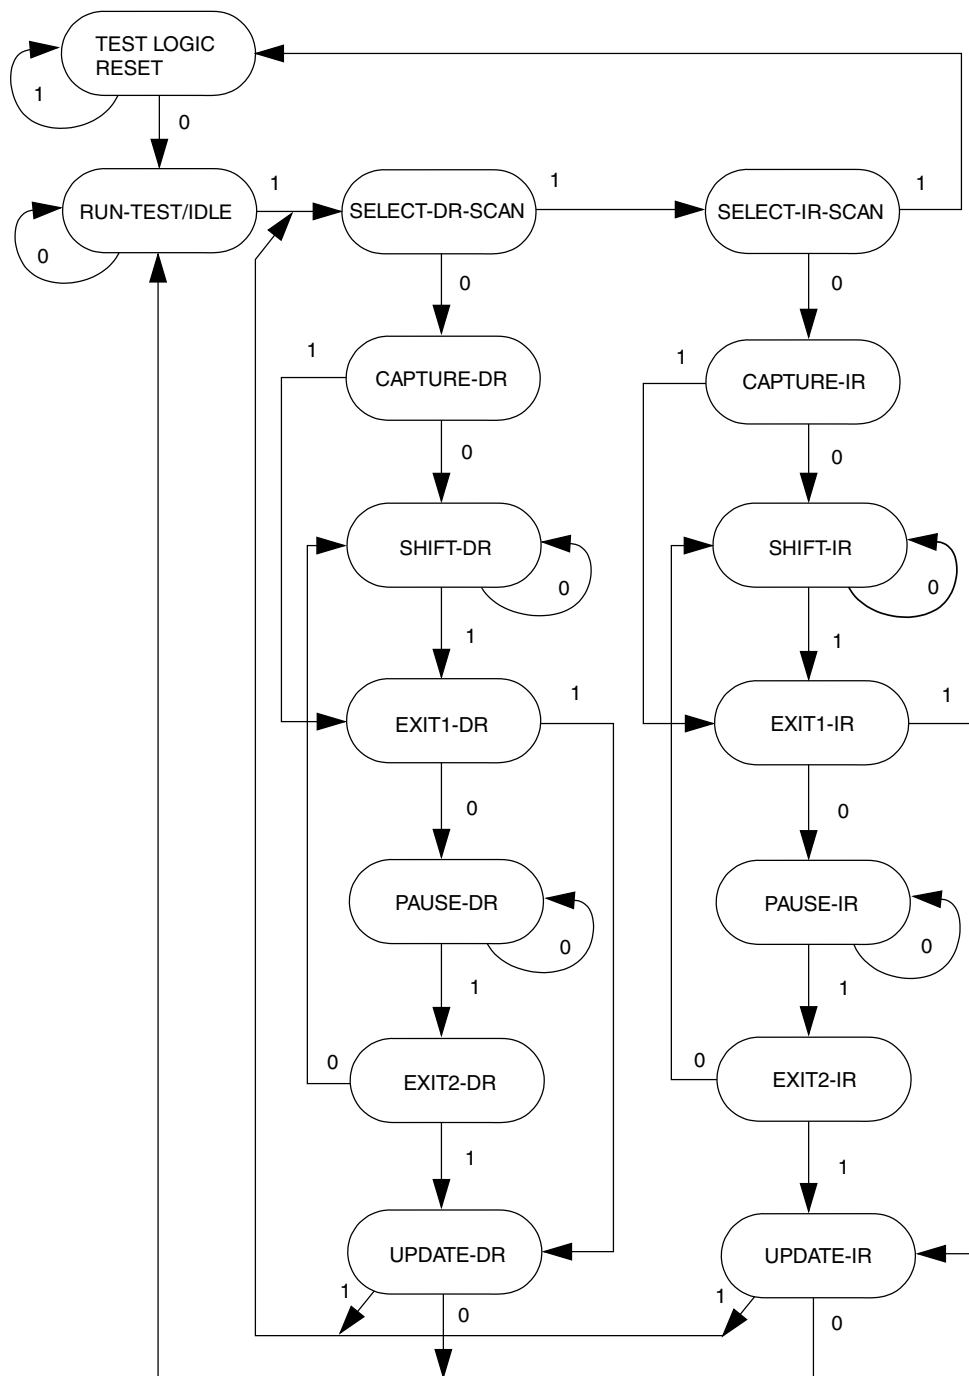 TEST LOGIC
RESET
1
0
RUN-TEST/IDLE
1
0
SELECT-DR-SCAN
1
SELECT-IR-SCAN
1
0
0
1
CAPTURE-DR
1
CAPTURE-IR
0
0
SHIFT-DR
0
SHIFT-IR
0
1
1
EXIT1-DR
1
EXIT1-IR
1
0
0
PAUSE-DR
0
PAUSE-IR
0
1
1
0
EXIT2-DR
0
EXIT2-IR
1
1
UPDATE-DR
UPDATE-IR
1
0
1
0